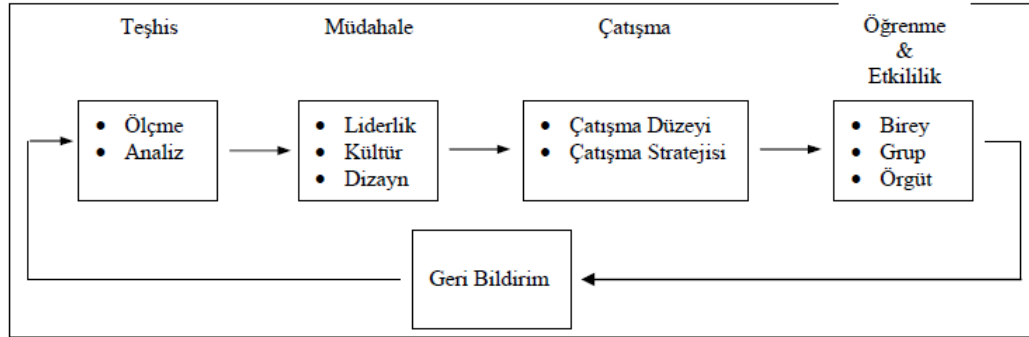 Teşhis
Müdahale
Çatışma
Öğrenme
&
Etkililik
• Ölçme
• Analiz
• Liderlik
• Kültür
• Dizayn
• Çatışma Düzeyi
• Çatışma Stratejisi
• Birey
• Grup
• Örgüt
Geri Bildirim